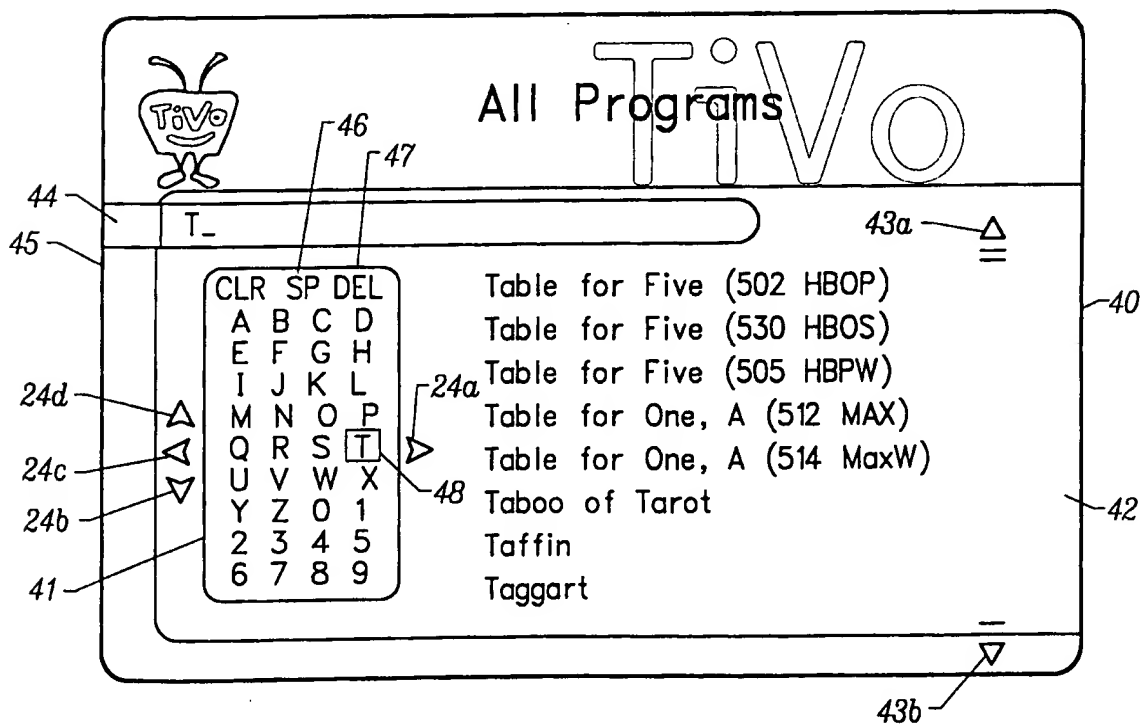 TiVo
TiVo
All Programs
46
47
44
45
T_
43a
CLR SP DEL
A B C D
E F G H
I J K L
M N O P
Q R S T
U V W X
Y Z 0 1
2 3 4 5
6 7 8 9
24d
24c
24b
41
24a
48
Table for Five (502 HBOP)
Table for Five (530 HBOS)
Table for Five (505 HBPW)
Table for One, A (512 MAX)
Table for One, A (514 MaxW)
Taboo of Tarot
Taffin
Taggart
40
42
43b